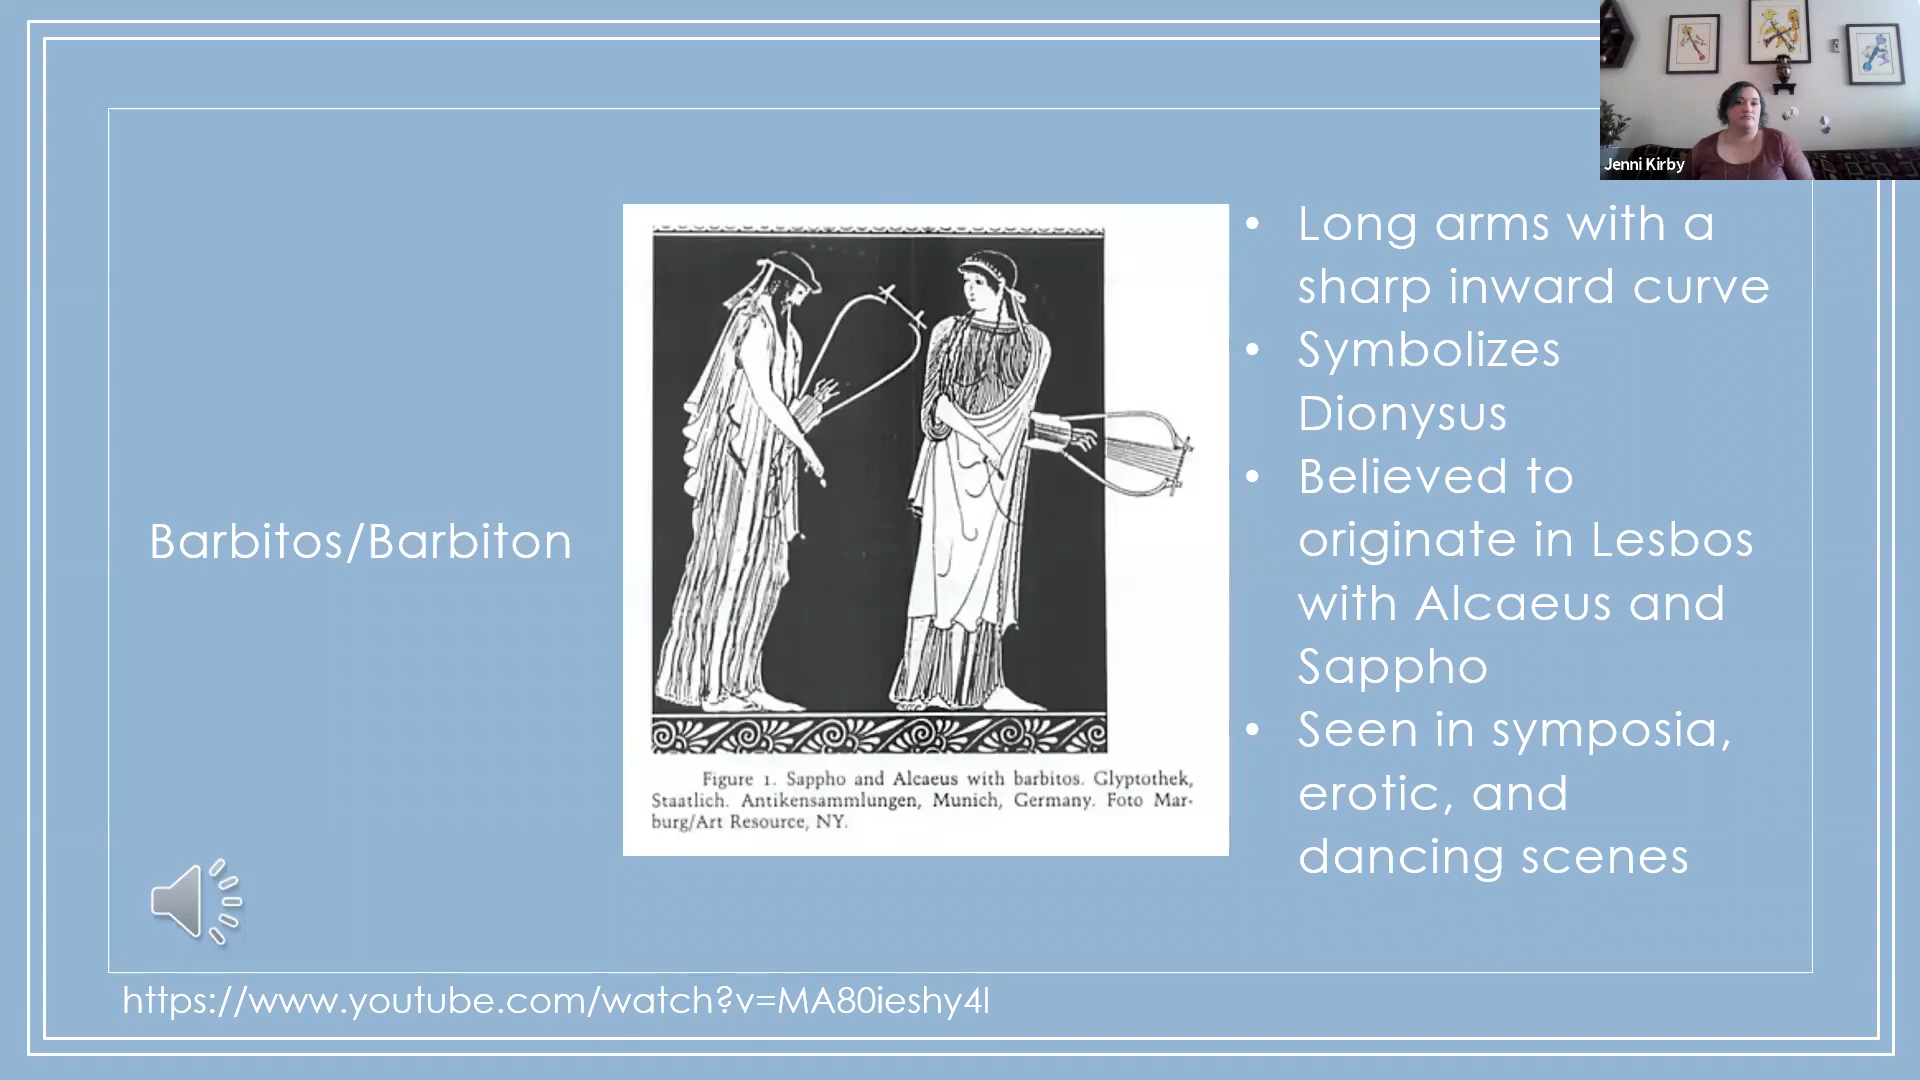 Jenni Kirby
Barbitos/Barbiton
Figure 1. Sappho and Alcaeus with barbitos. Glyptothek,
Staatlich. Antikensammlungen, Munich, Germany. Foto Mar-
burg/Art Resource, NY.
• Long arms with a
sharp inward curve
• Symbolizes
Dionysus
• Believed to
originate in Lesbos
with Alcaeus and
Sappho
• Seen in symposia,
erotic, and
dancing scenes
https://www.youtube.com/watch?v=MA80ieshy4I